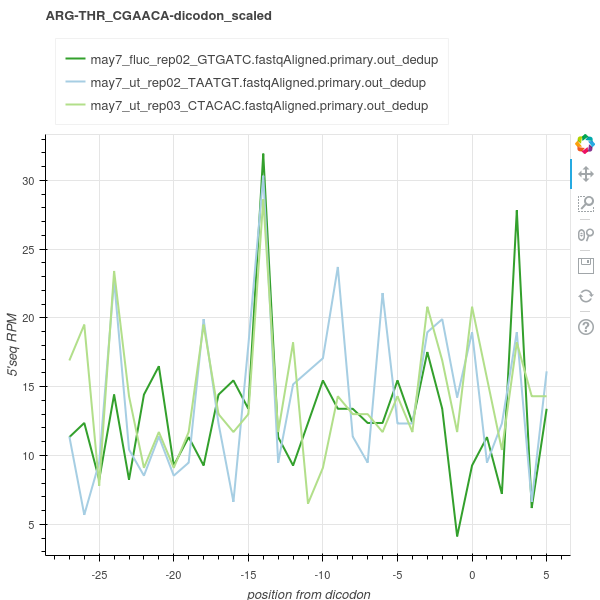 ARG-THR_CGAACA-dicodon_scaled
may7_fluc_rep02_GTGATC.fastqAligned.primary.out_dedup
may7_ut_rep02_TAATGT.fastqAligned.primary.out_dedup
may7_ut_rep03_CTACAC.fastqAligned.primary.out_dedup
30
25
20
15
10
5
5'seq RPM
-25 -20 -15 -10 -5 0 5
position from dicodon